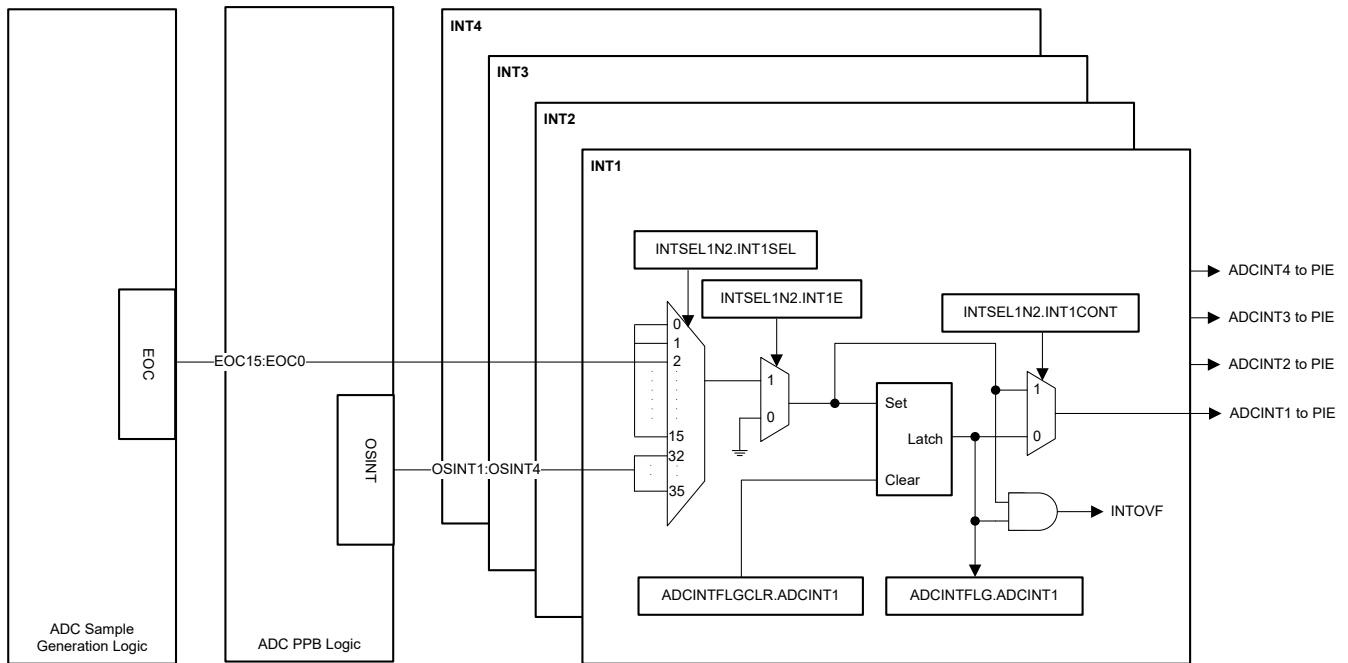 INT4
INT3
INT2
INT1
INTSEL1N2.INT1SEL
INTSEL1N2.INT1E
INTSEL1N2.INT1CONT
ADCINT4 to PIE
ADCINT3 to PIE
ADCINT2 to PIE
ADCINT1 to PIE
EOC
EOC15:EOC0
OSINT
OSINT1:OSINT4
0
1
2
15
32
35
1
0
Set
Latch
Clear
1
0
INTOVF
ADCINTFLGCLR.ADCINT1
ADCINTFLG.ADCINT1
ADC Sample
Generation Logic
ADC PPB Logic